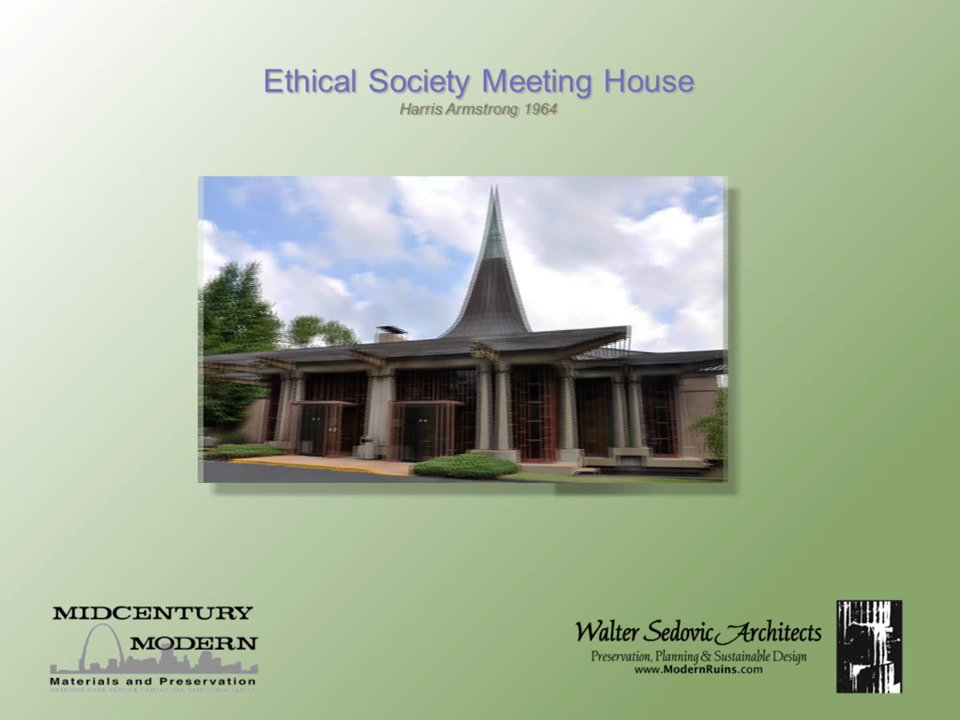 Ethical Society Meeting House
Harris Armstrong 1964
MIDCENTURY
MODERN
Materials and Preservation
Walter Sedovic Architects
Preservation, Planning & Sustainable Design
www.ModernRuins.com